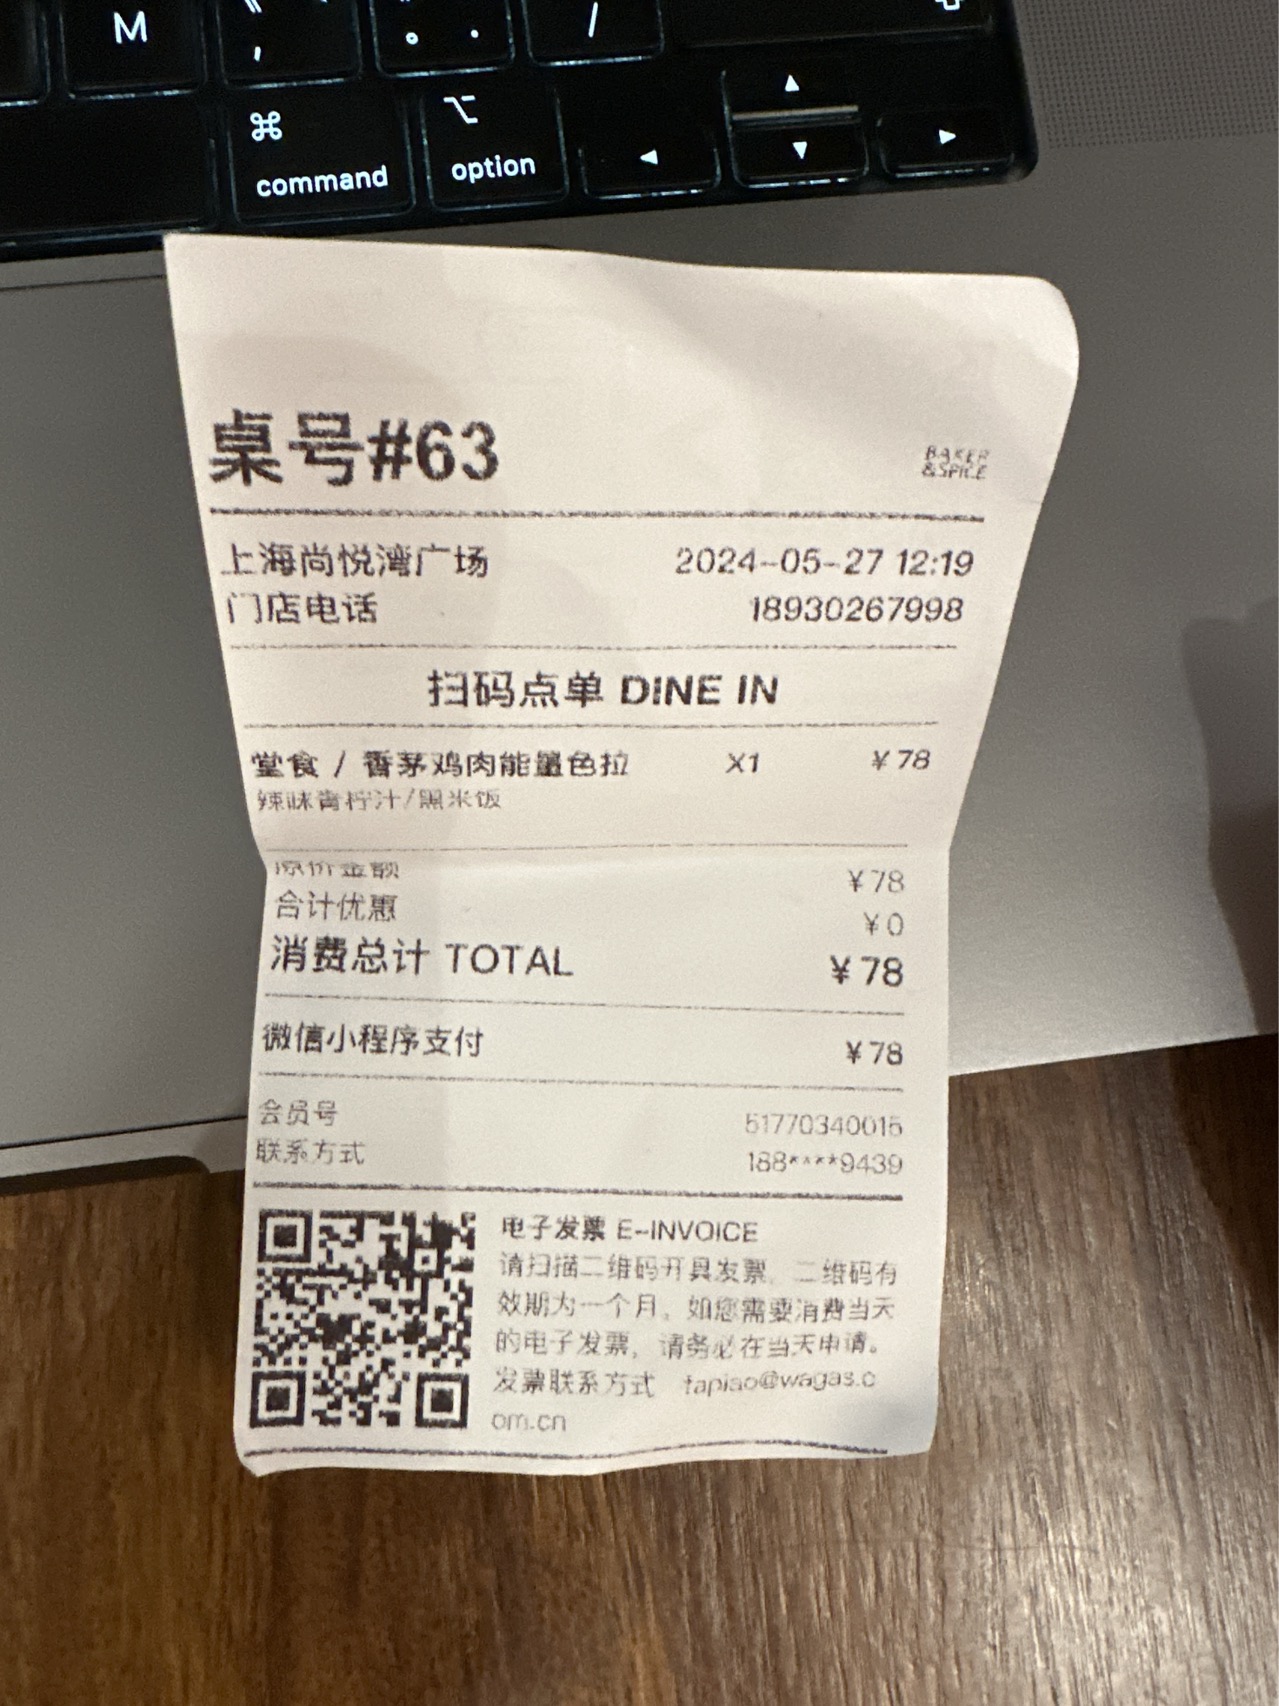 M
command
option
桌号#63
BAKER
&SPICE
上海尚悦湾广场 2024-05-27 12:19
门店电话 18930267998
扫码点单 DINE IN
堂食 / 香茅鸡肉能量色拉 X1 ¥78
辣味青柠汁/黑米饭
原价金额 ¥78
合计优惠 ¥0
消费总计 TOTAL ¥78
微信小程序支付 ¥78
会员号 51770340015
联系方式 188****9439
电子发票 E-INVOICE
请扫描二维码开具发票，二维码有
效期为一个月，如您需要消费当天
的电子发票，请务必在当天申请。
发票联系方式 fapiao@wagas.c
om.cn